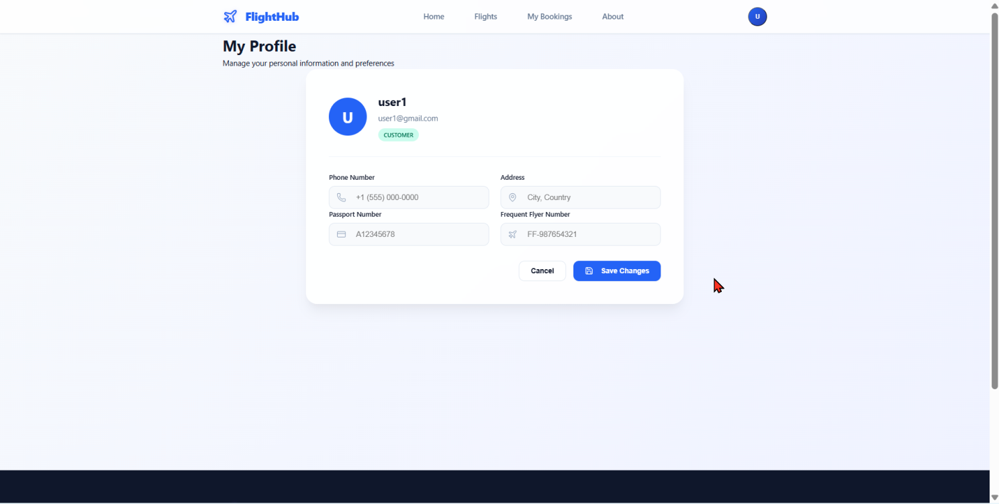 FlightHub Home Flights My Bookings About U
My Profile
Manage your personal information and preferences
U
user1
user1@gmail.com
CUSTOMER
Phone Number Address
+1 (555) 000-0000 City, Country
Passport Number Frequent Flyer Number
A12345678 FF-987654321
Cancel Save Changes